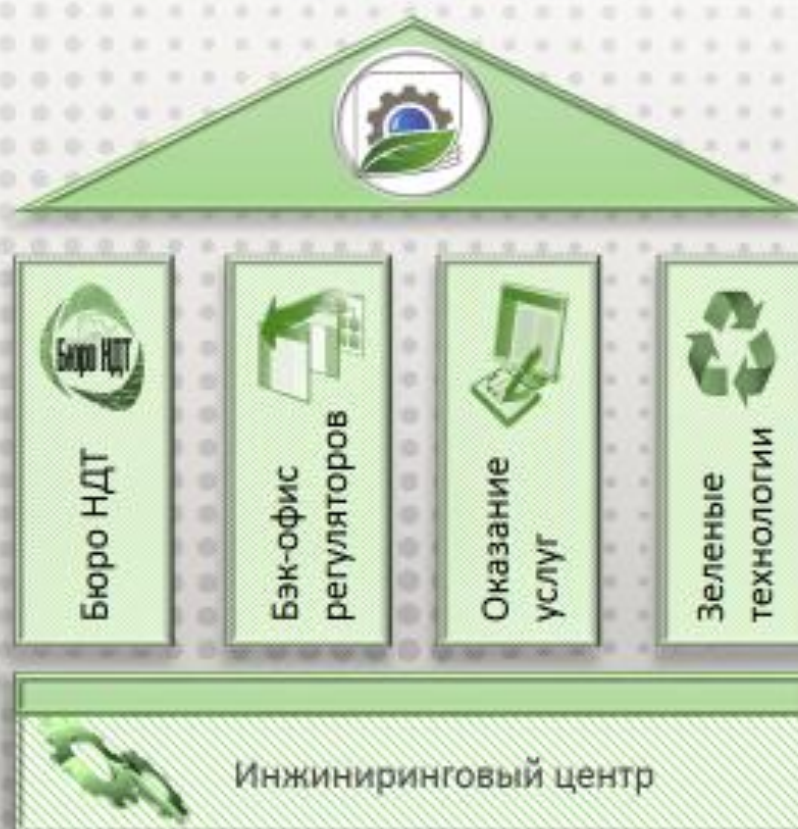 Бюро НДТ
Бюро НДТ
Бэк-офис
регуляторов
Оказание
услуг
Зеленые
технологии
Инжиниринговый центр